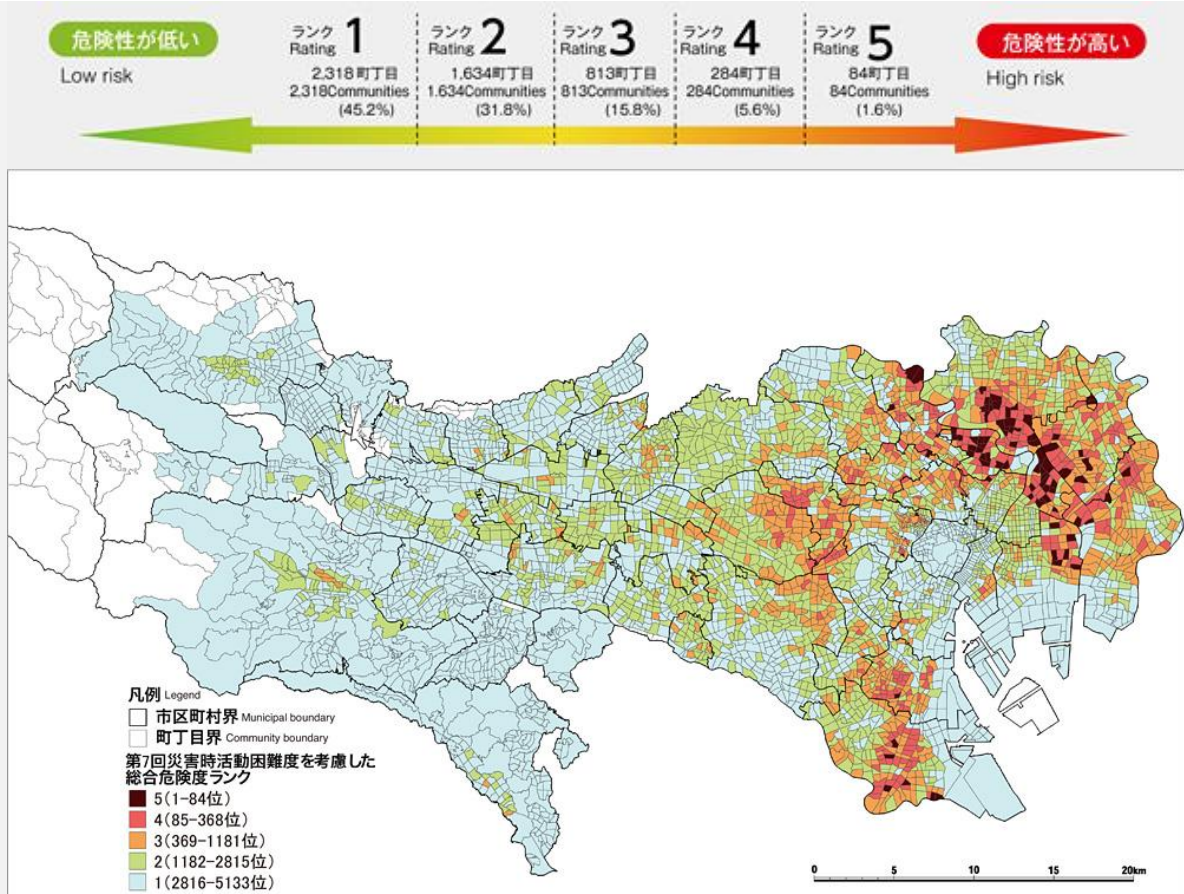 危険性が低い
Low risk
ランク
Rating 1
2,318町丁目
2,318Communities
(45.2%)
ランク
Rating 2
1,634町丁目
1.634Communities
(31.8%)
ランク
Rating 3
813町丁目
813Communities
(15.8%)
ランク
Rating 4
284町丁目
284Communities
(5.6%)
ランク
Rating 5
84町丁目
84Communities
(1.6%)
危険性が高い
High risk
凡例 Legend
市区町村界 Municipal boundary
町丁目界 Community boundary
第7回災害時活動困難度を考慮した
総合危険度ランク
5(1-84位)
4(85-368位)
3(369-1181位)
2(1182-2815位)
1(2816-5133位)
0 5 10 15 20km